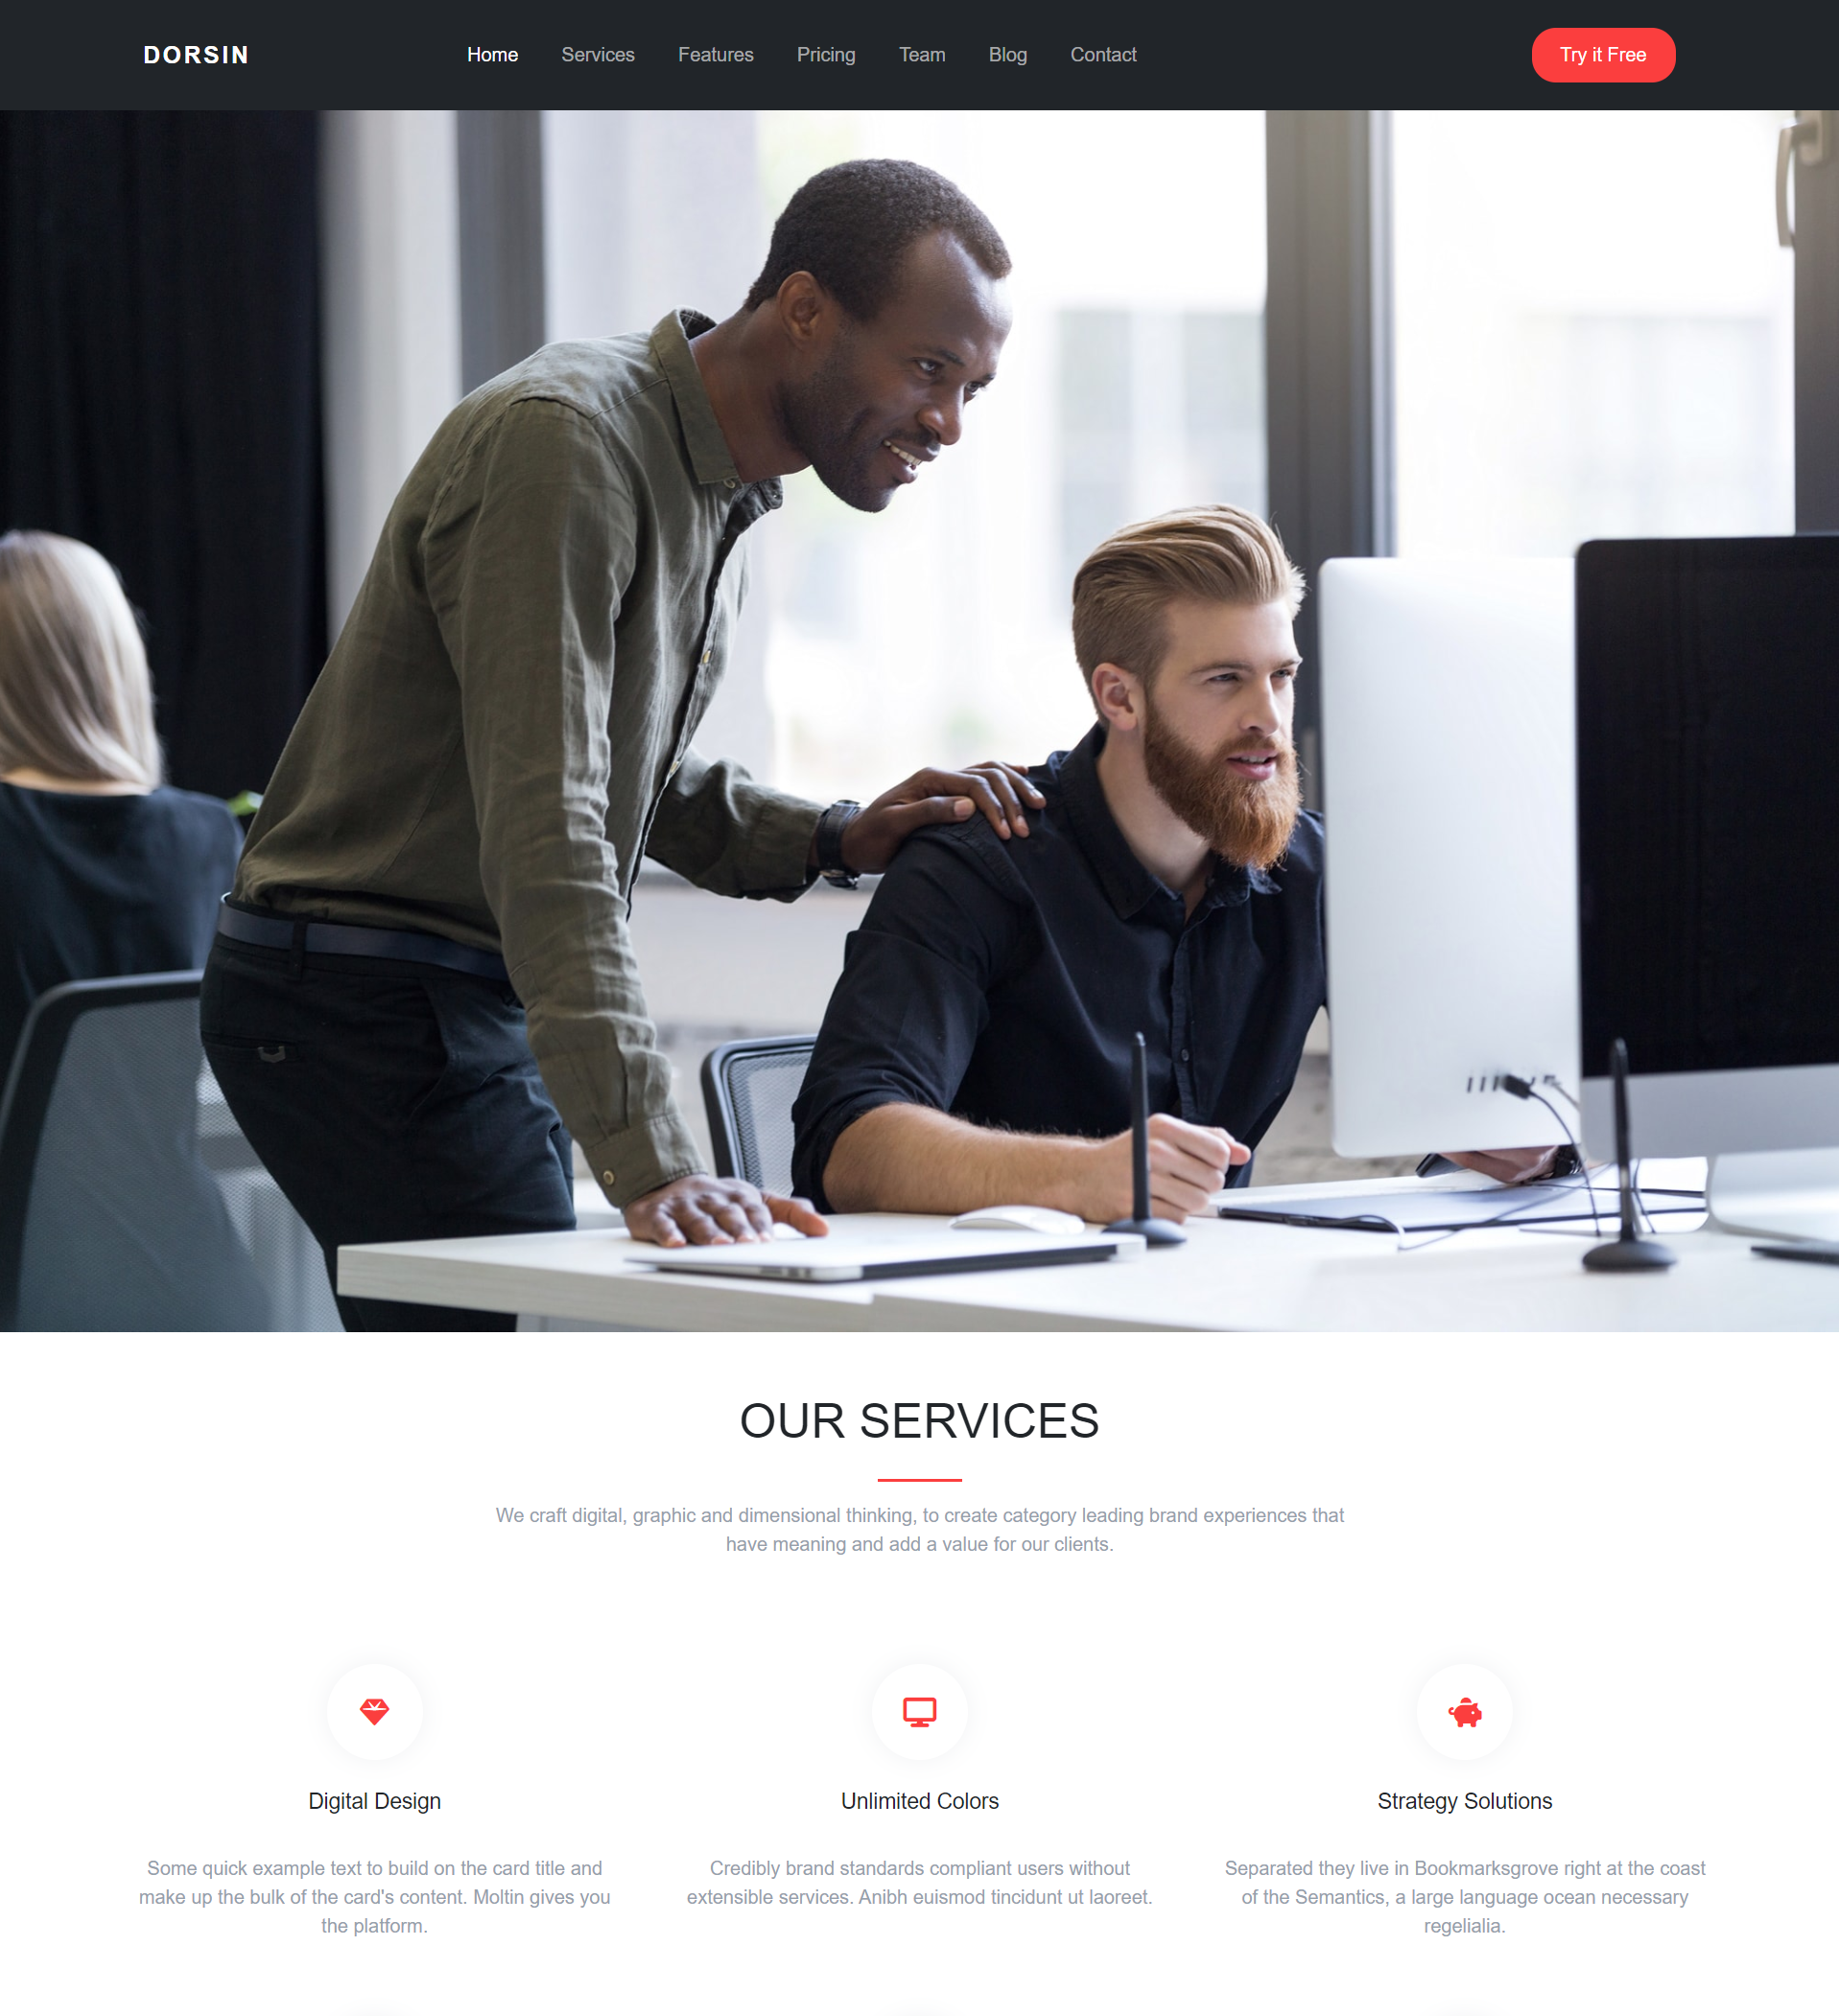 DORSIN
Home Services Features Pricing Team Blog Contact
Try it Free
OUR SERVICES
We craft digital, graphic and dimensional thinking, to create category leading brand experiences that
have meaning and add a value for our clients.
Digital Design
Some quick example text to build on the card title and
make up the bulk of the card's content. Moltin gives you
the platform.
Unlimited Colors
Credibly brand standards compliant users without
extensible services. Anibh euismod tincidunt ut laoreet.
Strategy Solutions
Separated they live in Bookmarksgrove right at the coast
of the Semantics, a large language ocean necessary
regelialia.